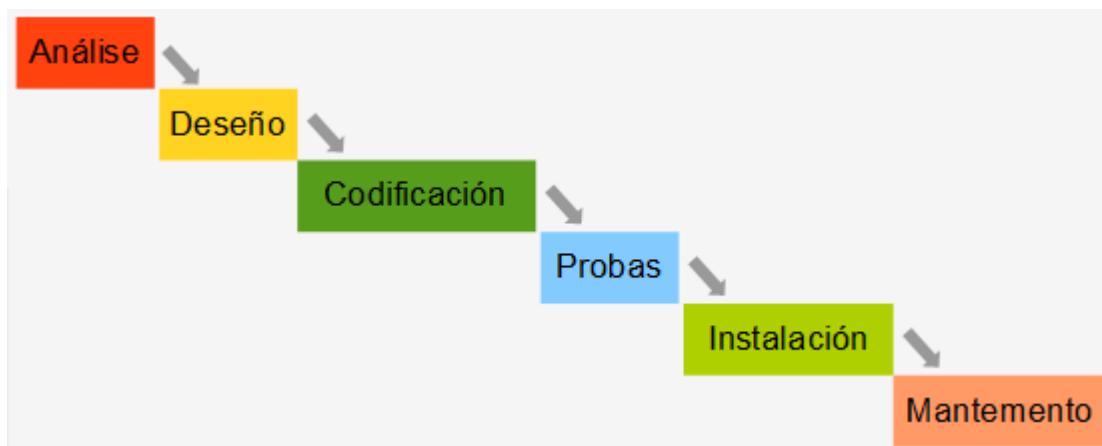 Análise
Deseño
Codificación
Probas
Instalación
Mantemento